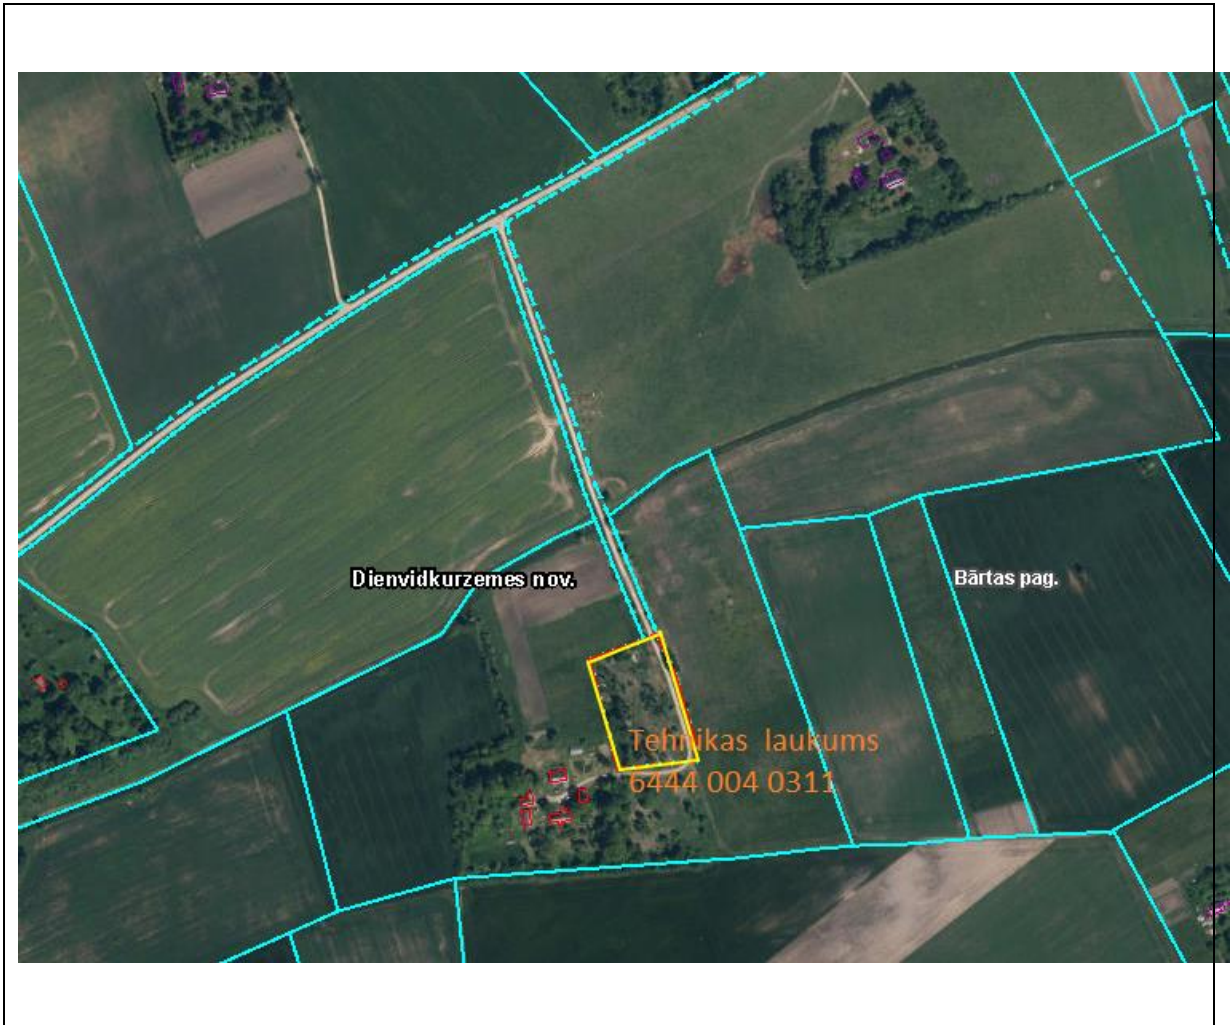 Dienvidkurzemes nov.
Bārtas pag.
Tehnikas laukums
6444 004 0311